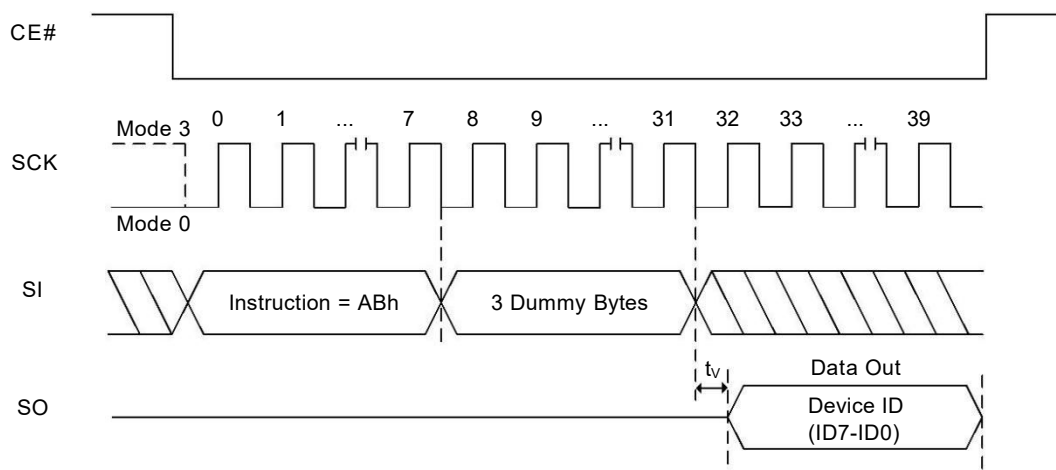 CE#
0 1 ... 7 8 9 ... 31 32 33 ... 39
Mode 3
SCK
Mode 0
SI
Instruction = ABh
3 Dummy Bytes
tV
Data Out
SO
Device ID
(ID7-ID0)